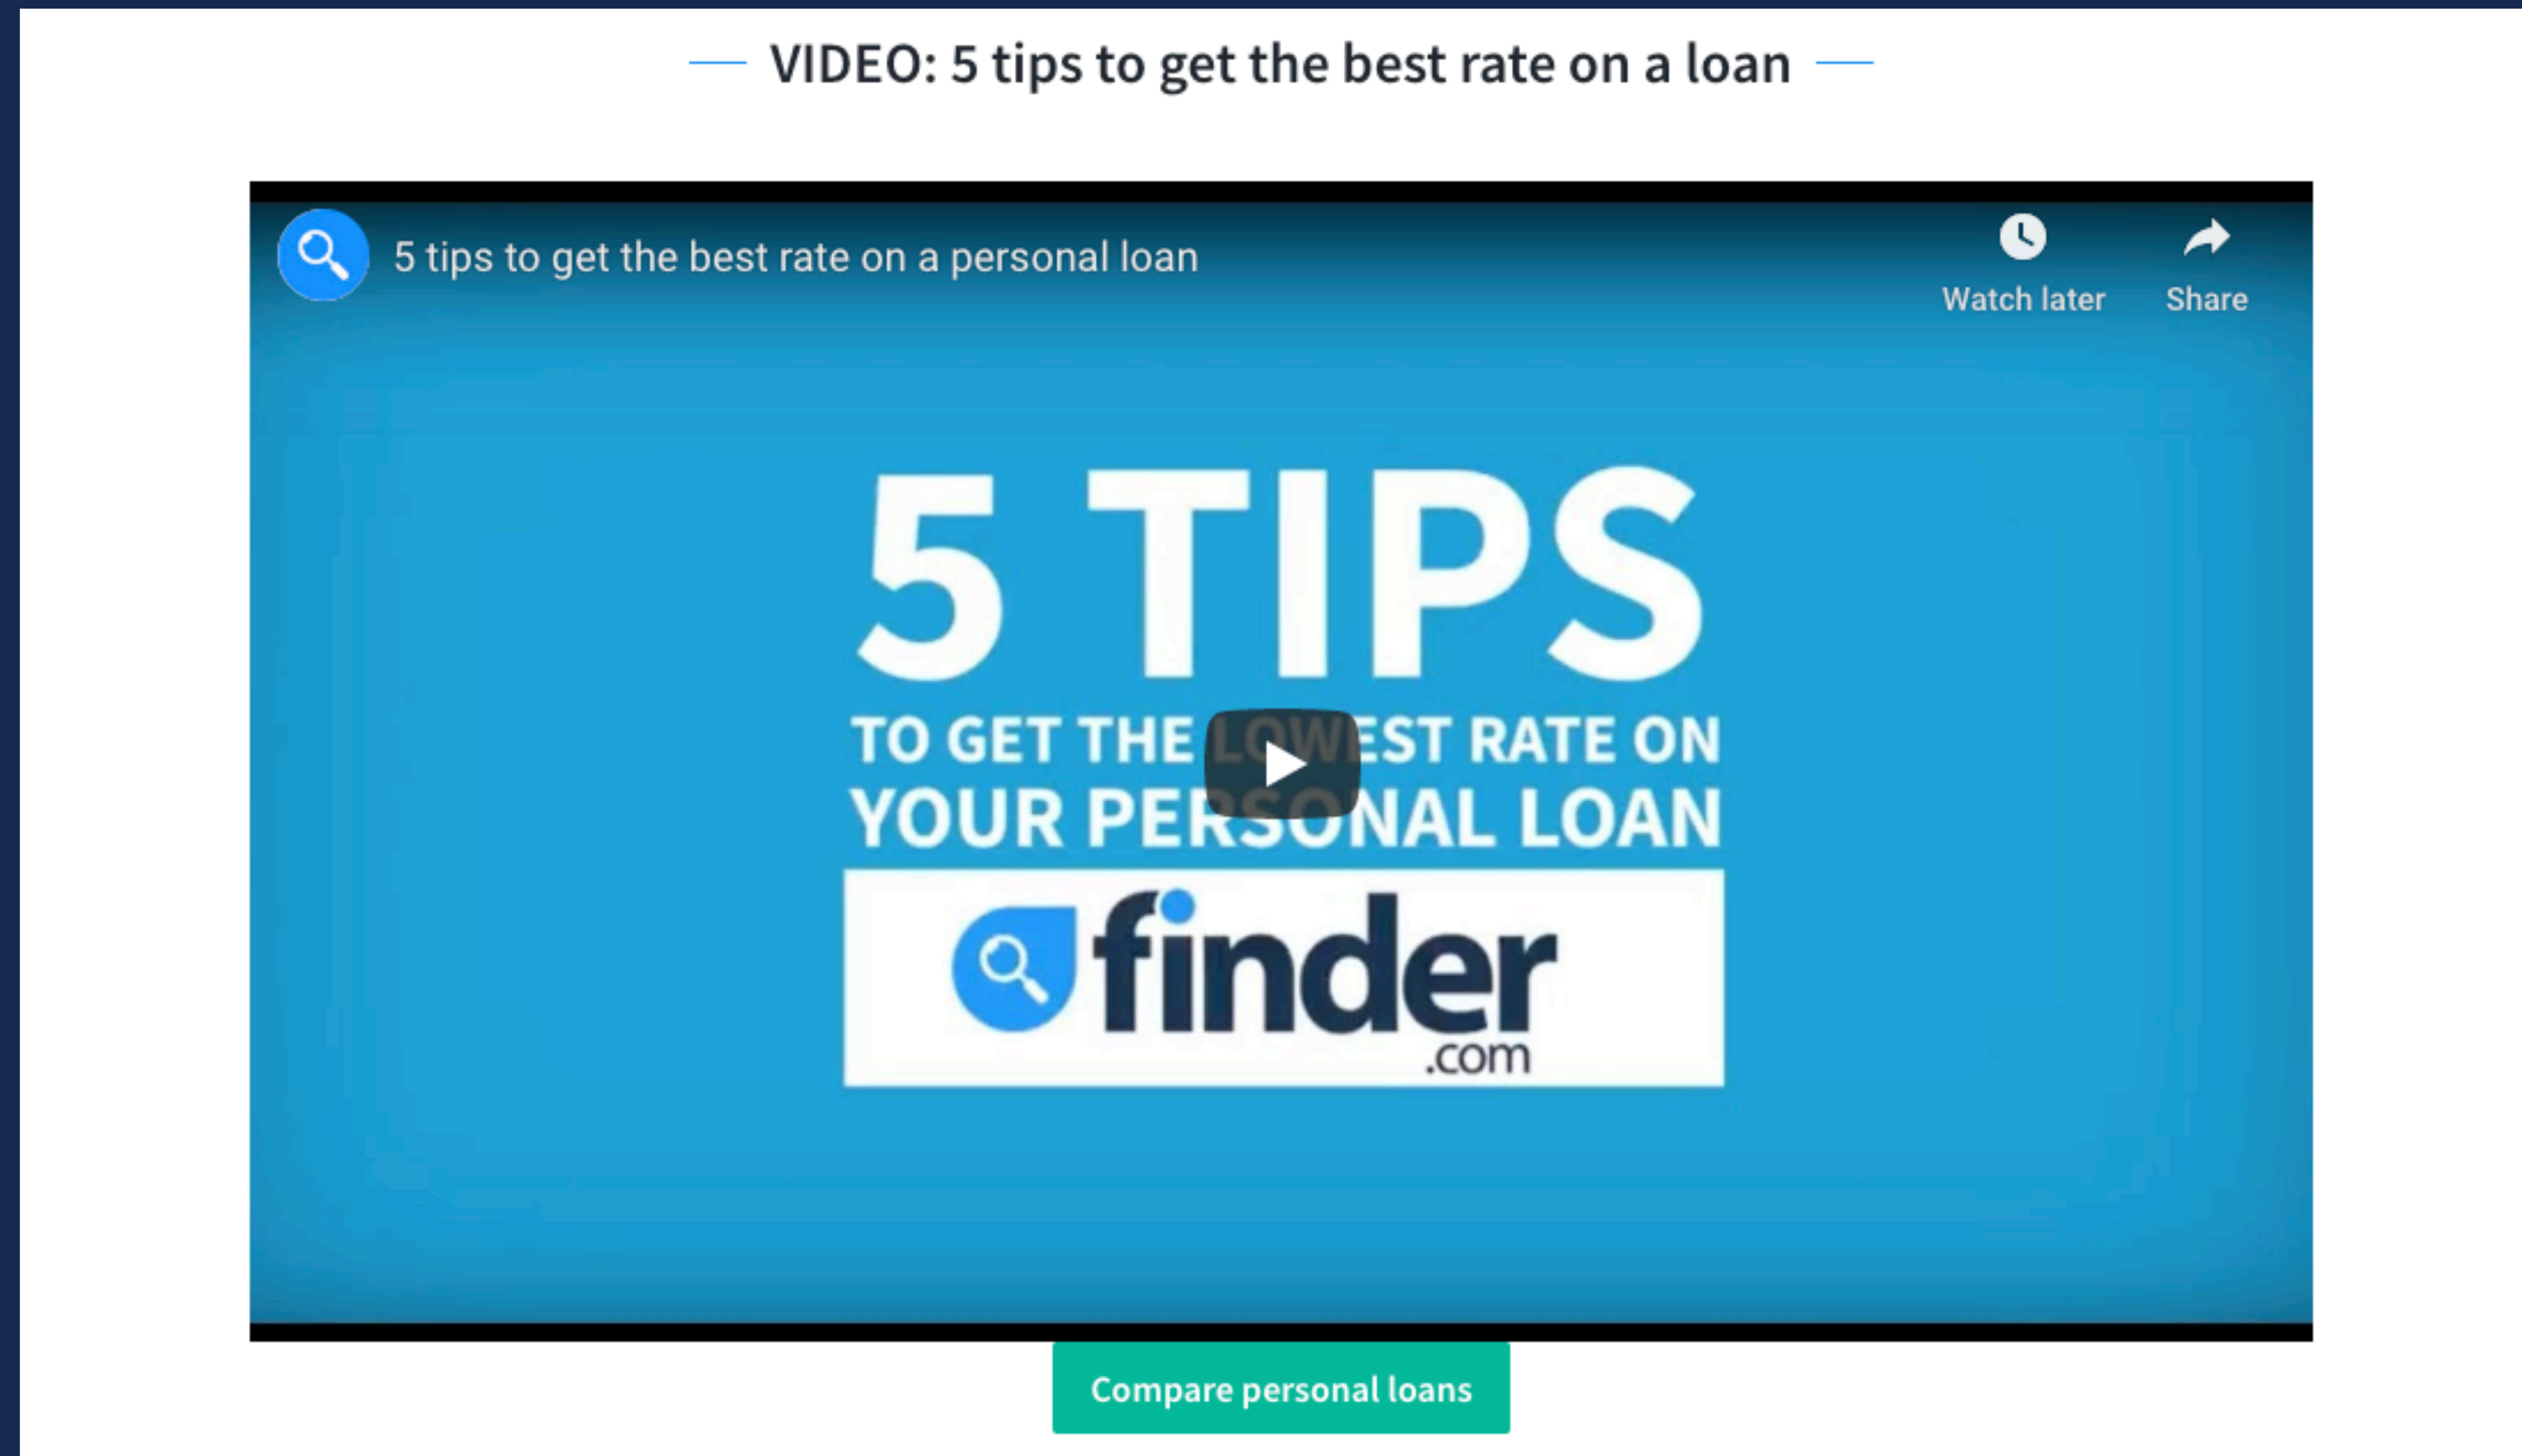 VIDEO: 5 tips to get the best rate on a loan
5 tips to get the best rate on a personal loan
Watch later
Share
5 TIPS
TO GET THE LOWEST RATE ON
YOUR PERSONAL LOAN
finder
.com
Compare personal loans